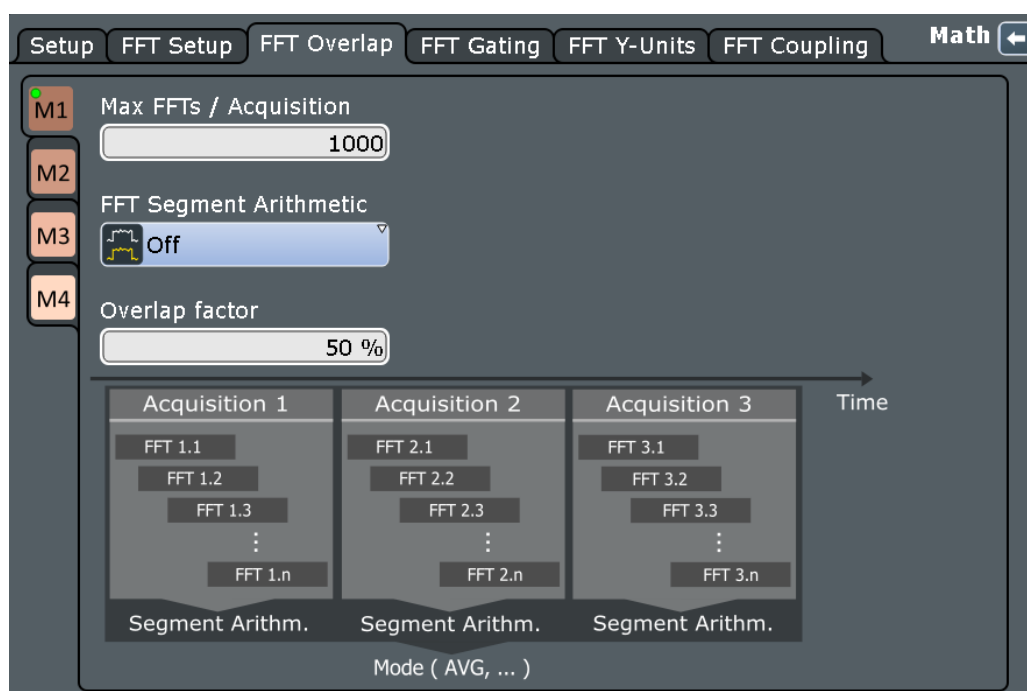 Setup FFT Setup FFT Overlap FFT Gating FFT Y-Units FFT Coupling Math
M1
M2
M3
M4
Max FFTs / Acquisition
1000
FFT Segment Arithmetic
Off
Overlap factor
50 %
Time
Acquisition 1 Acquisition 2 Acquisition 3
FFT 1.1 FFT 2.1 FFT 3.1
FFT 1.2 FFT 2.2 FFT 3.2
FFT 1.3 FFT 2.3 FFT 3.3
⋮ ⋮ ⋮
FFT 1.n FFT 2.n FFT 3.n
Segment Arithm. Segment Arithm. Segment Arithm.
Mode ( AVG, ... )